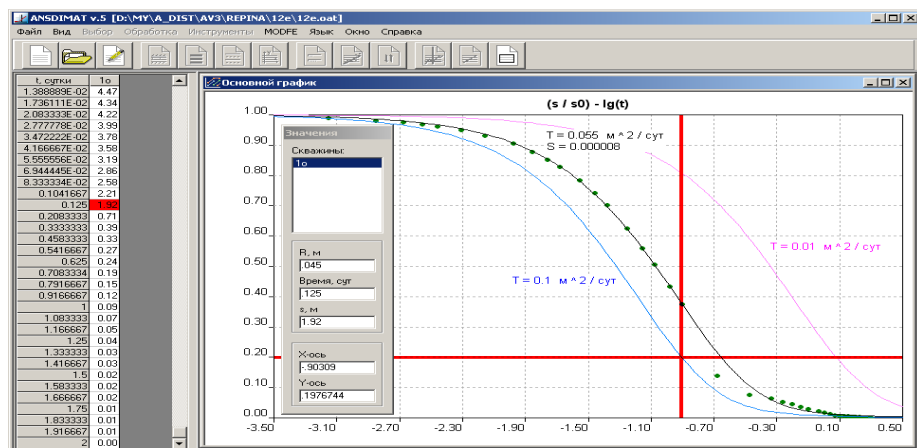 ANSDIMAT v.5 [D:\MY\A_DIST\AV3\REPINA\12e\12e.oat]
Файл Вид Выбор Обработка Инструменты MODFE Язык Окно Справка
t, сутки 1о
1.388889E-02 4.47
1.736111E-02 4.34
2.083333E-02 4.22
2.777778E-02 3.99
3.472222E-02 3.78
4.166667E-02 3.58
5.555556E-02 3.19
6.944445E-02 2.86
8.333334E-02 2.58
0.1041667 2.21
0.125 1.92
0.2083333 0.71
0.3333333 0.39
0.4583333 0.33
0.5416667 0.27
0.625 0.24
0.7083334 0.19
0.7916667 0.15
0.9166667 0.12
1 0.09
1.083333 0.07
1.166667 0.05
1.25 0.04
1.333333 0.03
1.416667 0.03
1.5 0.02
1.583333 0.02
1.666667 0.02
1.75 0.01
1.833333 0.01
1.916667 0.01
2 0.00
Основной график
(s / s0) - lg(t)
1.00
0.90
0.80
0.70
0.60
0.50
0.40
0.30
0.20
0.10
0.00
-3.50 -3.10 -2.70 -2.30 -1.90 -1.50 -1.10 -0.70 -0.30 0.10 0.50
T = 0.055 м^2 / сут
S = 0.000008
T = 0.01 м^2 / сут
T = 0.1 м^2 / сут
Значения
Скважины:
1о
R, м
.045
Время, сут
.125
s, м
1.92
X-ось
-.90309
Y-ось
.1976744